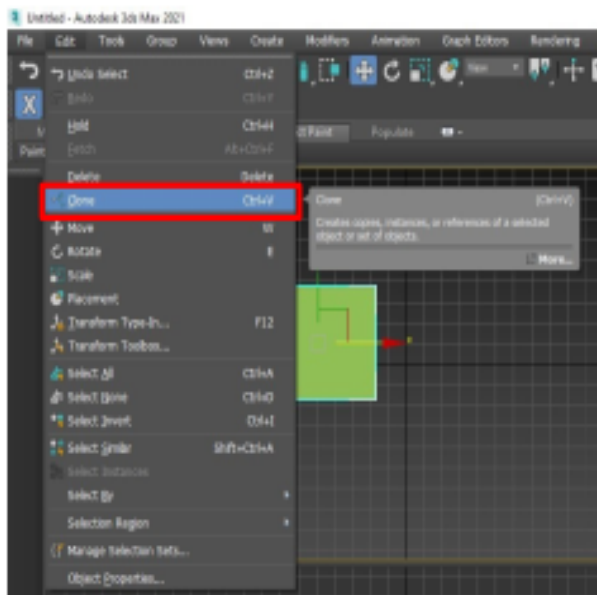 Untitled - Autodesk 3ds Max 2021
File Edit Tools Group Views Create Modifiers Animation Graph Editors Rendering
Undo Select Ctrl+Z
Redo Ctrl+Y
Hold Ctrl+H
Fetch Alt+Ctrl+F
Delete Delete
Clone Ctrl+V
Move W
Rotate E
Scale
Placement
Transform Type-In... F12
Transform Toolbox...
Select All Ctrl+A
Select None Ctrl+D
Select Invert Ctrl+I
Select Similar Shift+Ctrl+A
Select Instances
Select By
Selection Region
Manage Selection Sets...
Object Properties...
View
X
Paint Populate
Clone (Ctrl+V)
Creates copies, instances, or references of a selected
object or set of objects.
More...
x